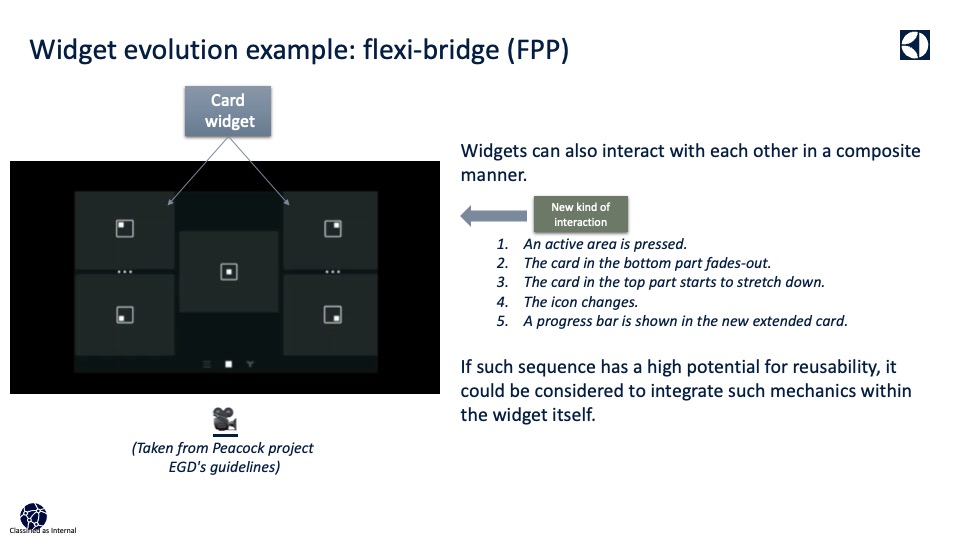 Widget evolution example: flexi-bridge (FPP)
Card
widget
Widgets can also interact with each other in a composite
manner.
New kind of
interaction
1. An active area is pressed.
2. The card in the bottom part fades-out.
3. The card in the top part starts to stretch down.
4. The icon changes.
5. A progress bar is shown in the new extended card.
If such sequence has a high potential for reusability, it
could be considered to integrate such mechanics within
the widget itself.
(Taken from Peacock project
EGD's guidelines)
Classified as Internal